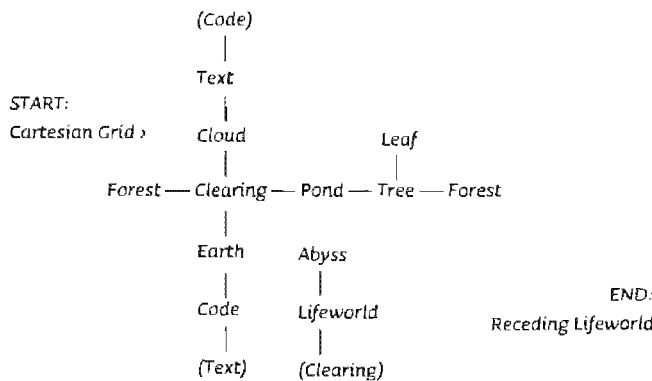 (Code)
Text
START:
Cartesian Grid ›
Cloud
Leaf
Forest — Clearing — Pond — Tree — Forest
Earth
Abyss
Code
Lifeworld
END:
Receding Lifeworld
(Text)
(Clearing)